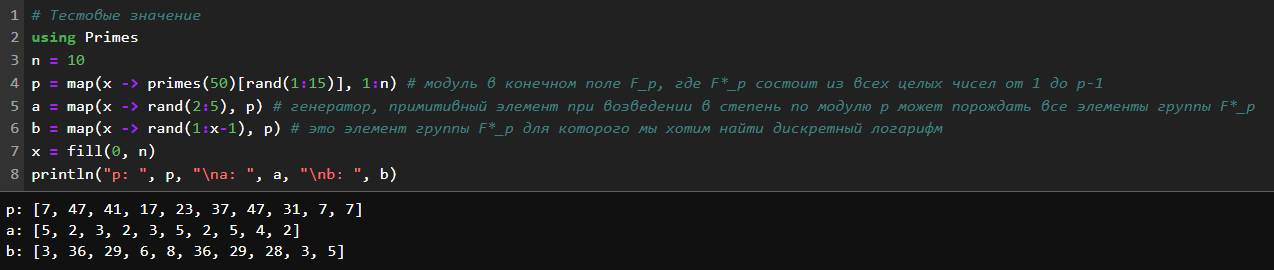 1 # Тестовые значение
2 using Primes
3 n = 10
4 p = map(x -> primes(50)[rand(1:15)], 1:n) # модуль в конечном поле F_p, где F*_p состоит из всех целых чисел от 1 до p-1
5 a = map(x -> rand(2:5), p) # генератор, примитивный элемент при возведении в степень по модулю p может порождать все элементы группы F*_p
6 b = map(x -> rand(1:x-1), p) # это элемент группы F*_p для которого мы хотим найти дискретный логарифм
7 x = fill(0, n)
8 println("p: ", p, "\na: ", a, "\nb: ", b)
p: [7, 47, 41, 17, 23, 37, 47, 31, 7, 7]
a: [5, 2, 3, 2, 3, 5, 2, 5, 4, 2]
b: [3, 36, 29, 6, 8, 36, 29, 28, 3, 5]